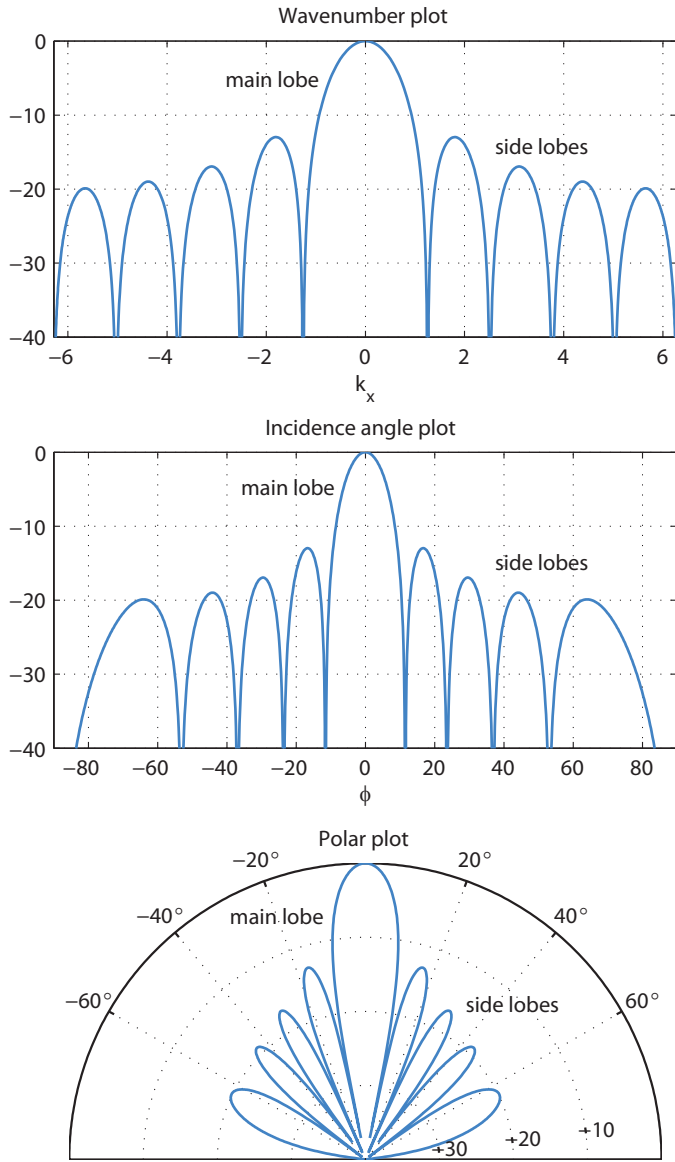 Wavenumber plot
0
−10
−20
−30
−40
main lobe
side lobes
−6 −4 −2 0 2 4 6
k_x
Incidence angle plot
0
−10
−20
−30
−40
main lobe
side lobes
−80 −60 −40 −20 0 20 40 60 80
ϕ
Polar plot
−20° 20°
−40° 40°
−60° 60°
main lobe
side lobes
−30 −20 −10